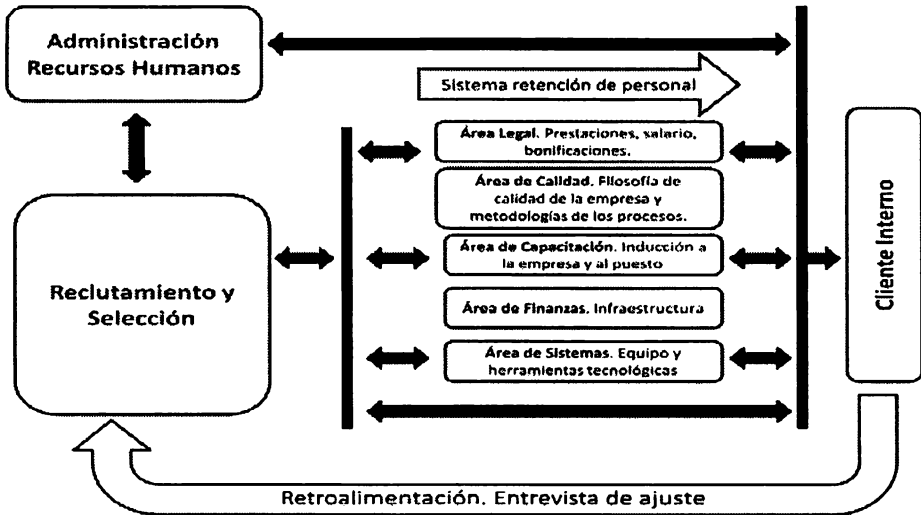 Administración
Recursos Humanos
Sistema retención de personal
Área Legal. Prestaciones, salario,
bonificaciones.
Área de Calidad. Filosofía de
calidad de la empresa y
metodologías de los procesos.
Área de Capacitación. Inducción a
la empresa y al puesto
Área de Finanzas. Infraestructura
Área de Sistemas. Equipo y
herramientas tecnológicas
Reclutamiento y
Selección
Cliente Interno
Retroalimentación. Entrevista de ajuste